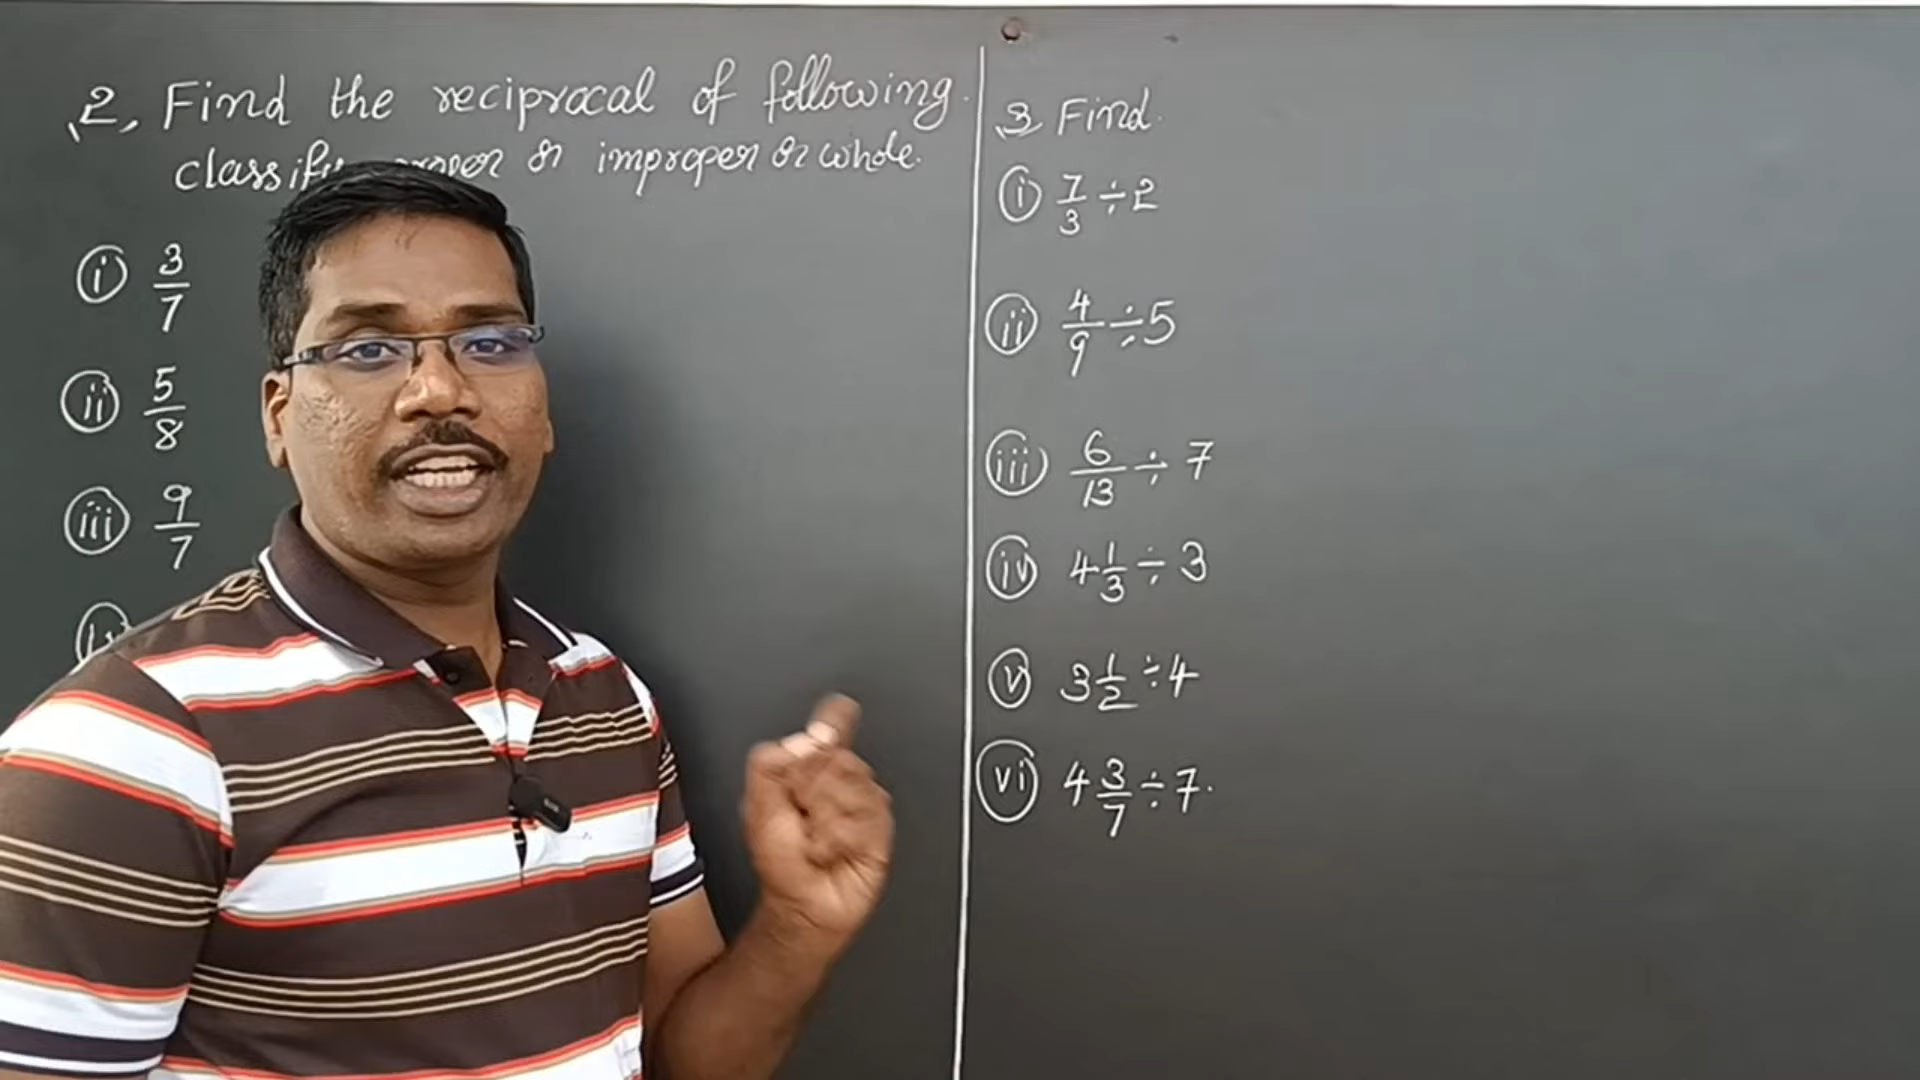 2, Find the reciprocal of following.
classify proper or improper or whole.
i 3/7
ii 5/8
iii 9/7
iv
3 Find.
i 7/3 ÷ 2
ii 4/9 ÷ 5
iii 6/13 ÷ 7
iv 4 1/3 ÷ 3
v 3 1/2 ÷ 4
vi 4 3/7 ÷ 7.